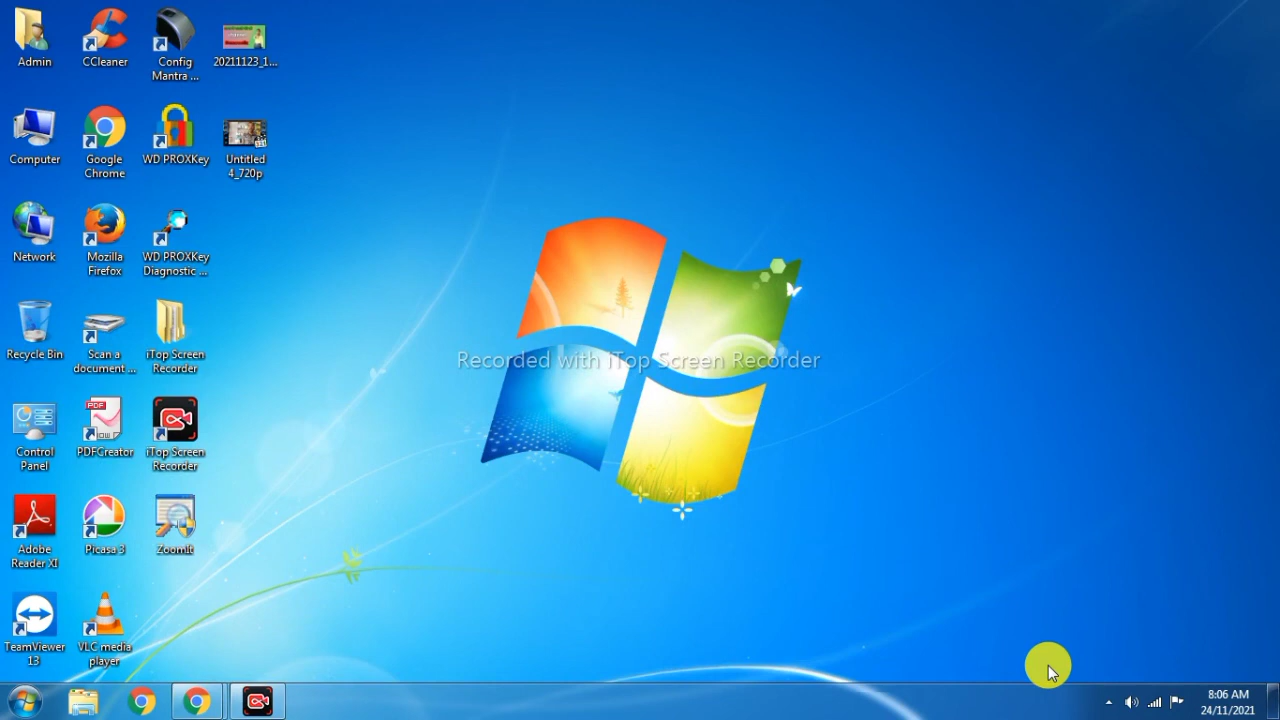 Admin
CCleaner
Config
Mantra ...
20211123_1...
Computer
Google
Chrome
WD PROXKey
Untitled
4_720p
Network
Mozilla
Firefox
WD PROXKey
Diagnostic ...
Recycle Bin
Scan a
document ...
iTop Screen
Recorder
Recorded with iTop Screen Recorder
Control
Panel
PDF
PDFCreator
iTop Screen
Recorder
Adobe
Reader XI
Picasa 3
ZoomIt
TeamViewer
13
VLC media
player
8:06 AM
24/11/2021